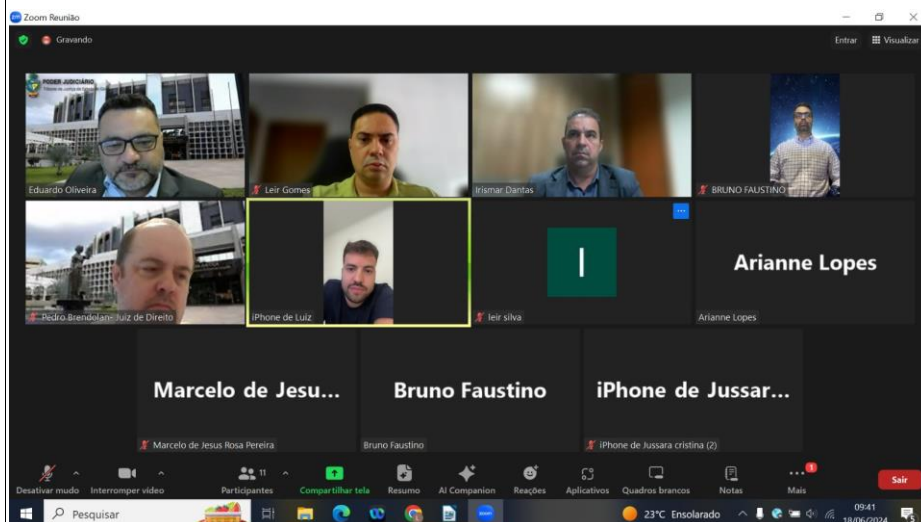 Zoom Reunião
Gravando
Entrar
Visualizar
PODER JUDICIÁRIO
Eduardo Oliveira
Leir Gomes
Irismar Dantas
BRUNO FAUSTINO
Pedro Brendolan- Juiz de Direito
iPhone de Luiz
I
leir silva
Arianne Lopes
Arianne Lopes
Marcelo de Jesu...
Bruno Faustino
iPhone de Jussar...
Marcelo de Jesus Rosa Pereira
Bruno Faustino
iPhone de Jussara cristina (2)
11
1
Desativar mudo
Interromper vídeo
Participantes
Compartilhar tela
Resumo
AI Companion
Reações
Aplicativos
Quadros brancos
Notas
Mais
Sair
Pesquisar
23°C Ensolarado
09:41
18/06/2024